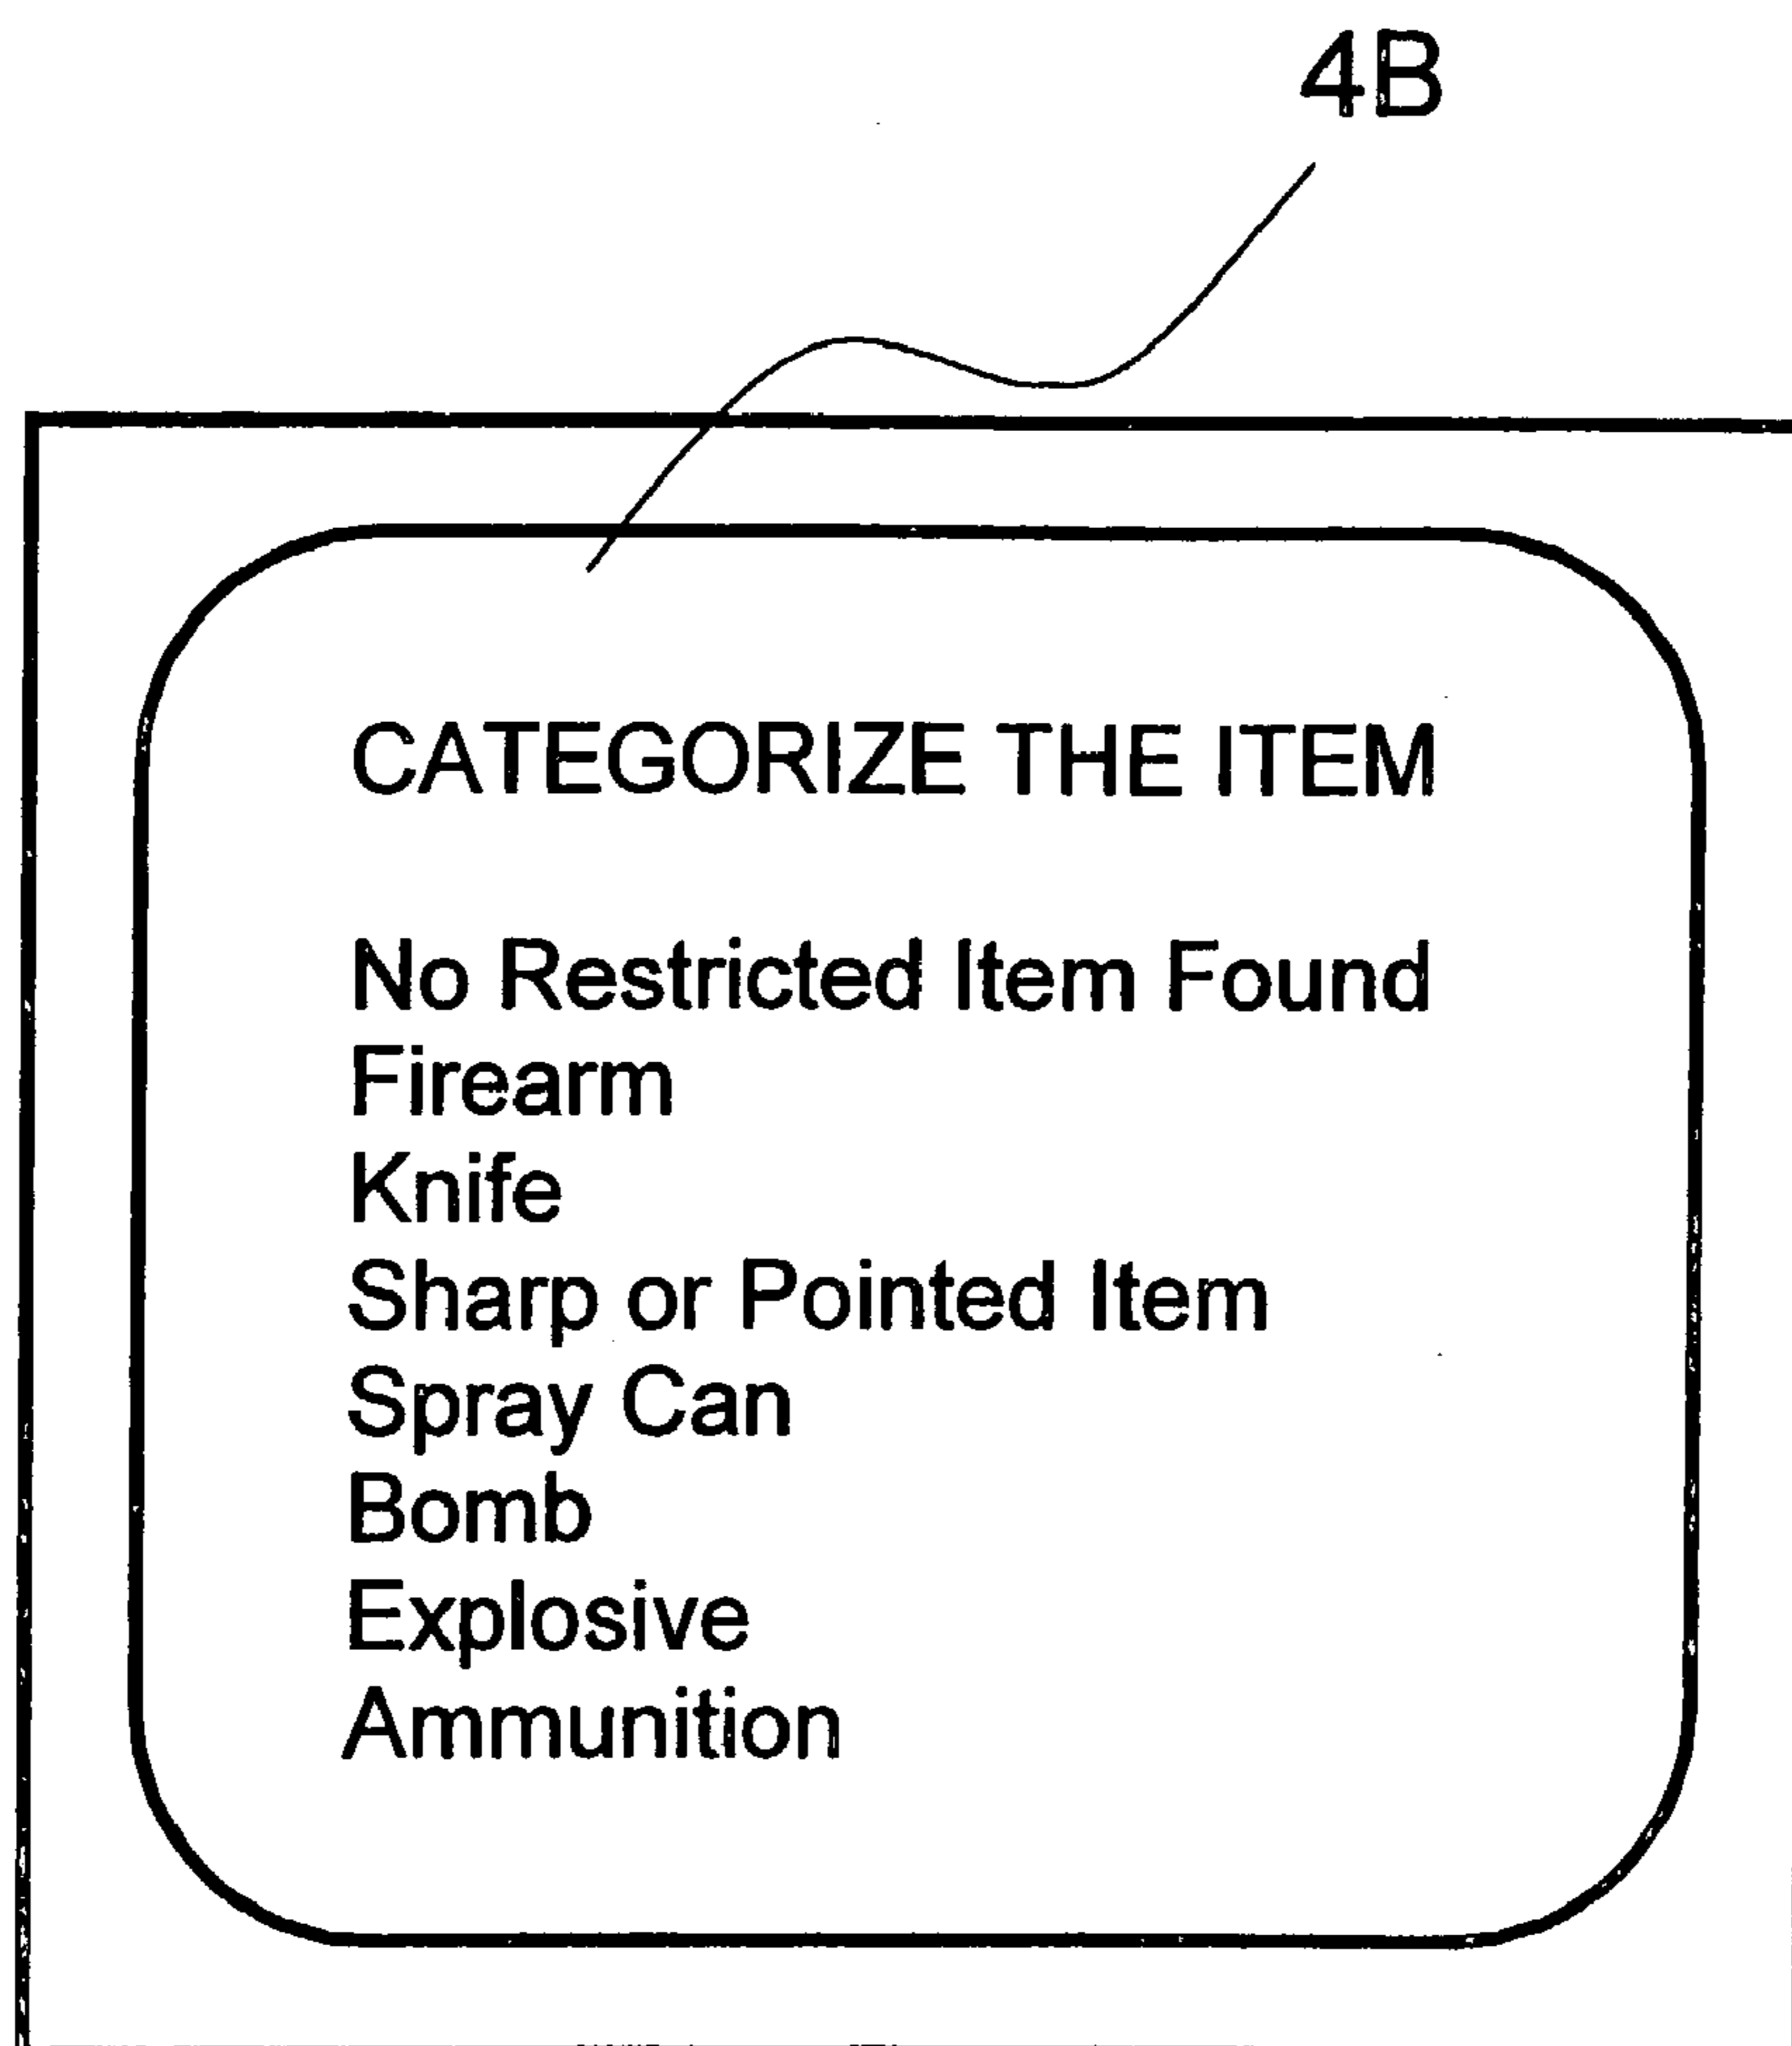 4B
CATEGORIZE THE ITEM
No Restricted Item Found
Firearm
Knife
Sharp or Pointed Item
Spray Can
Bomb
Explosive
Ammunition